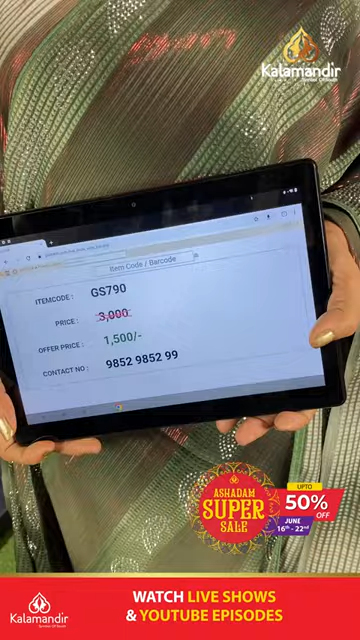 Kalamandir
Item Code / Barcode
ITEMCODE : GS790
PRICE : 3,000
OFFER PRICE : 1,500/-
CONTACT NO : 9852 9852 99
ASHADAM
SUPER
SALE
UPTO
50%
OFF
JUNE
16th - 22nd
Kalamandir
WATCH LIVE SHOWS
& YOUTUBE EPISODES